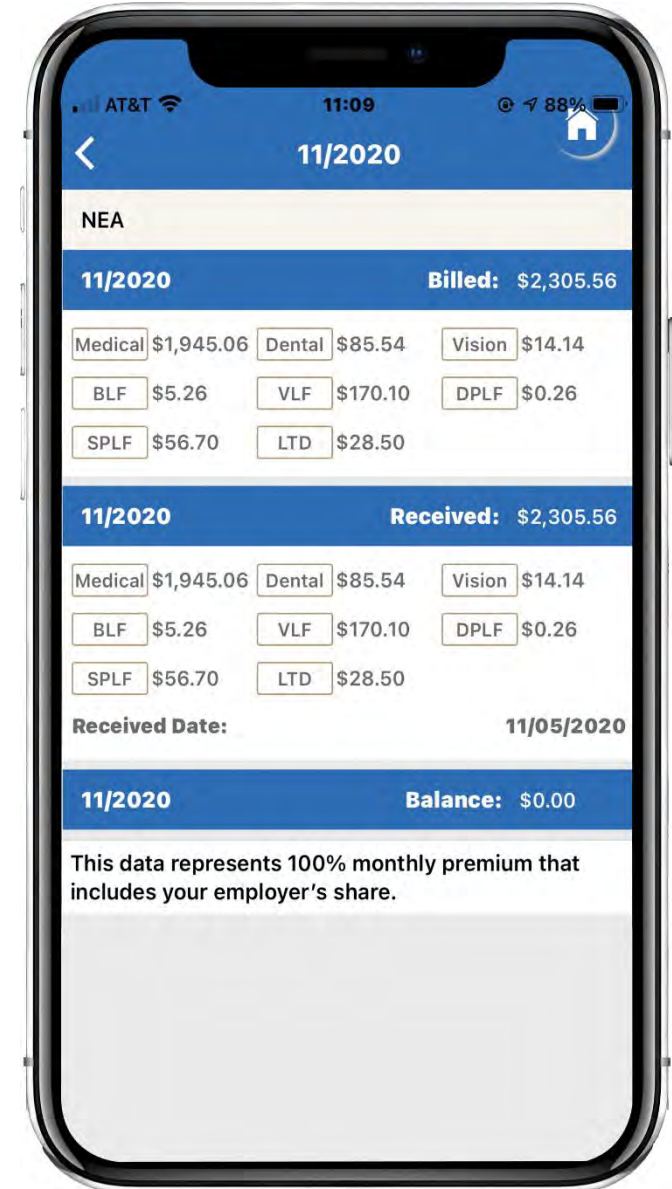 AT&T 11:09 88%
11/2020
NEA
11/2020 Billed: $2,305.56
Medical $1,945.06 Dental $85.54 Vision $14.14
BLF $5.26 VLF $170.10 DPLF $0.26
SPLF $56.70 LTD $28.50
11/2020 Received: $2,305.56
Medical $1,945.06 Dental $85.54 Vision $14.14
BLF $5.26 VLF $170.10 DPLF $0.26
SPLF $56.70 LTD $28.50
Received Date: 11/05/2020
11/2020 Balance: $0.00
This data represents 100% monthly premium that
includes your employer's share.